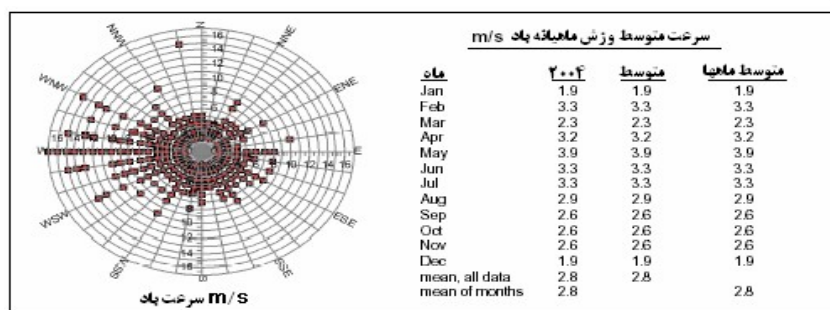 N
NNW
NNE
WNW
ENE
W
E
WSW
ESE
SSW
SSE
S
16
14
12
10
8
6
10 12 14 16
10
12
14
16
سرعت باد m/s
سرعت متوسط وزش ماهیانه باد m/s
ماه ۲۰۰۴ متوسط متوسط ماهها
Jan 1.9 1.9 1.9
Feb 3.3 3.3 3.3
Mar 2.3 2.3 2.3
Apr 3.2 3.2 3.2
May 3.9 3.9 3.9
Jun 3.3 3.3 3.3
Jul 3.3 3.3 3.3
Aug 2.9 2.9 2.9
Sep 2.6 2.6 2.6
Oct 2.6 2.6 2.6
Nov 2.6 2.6 2.6
Dec 1.9 1.9 1.9
mean, all data 2.8 2.8
mean of months 2.8 2.8